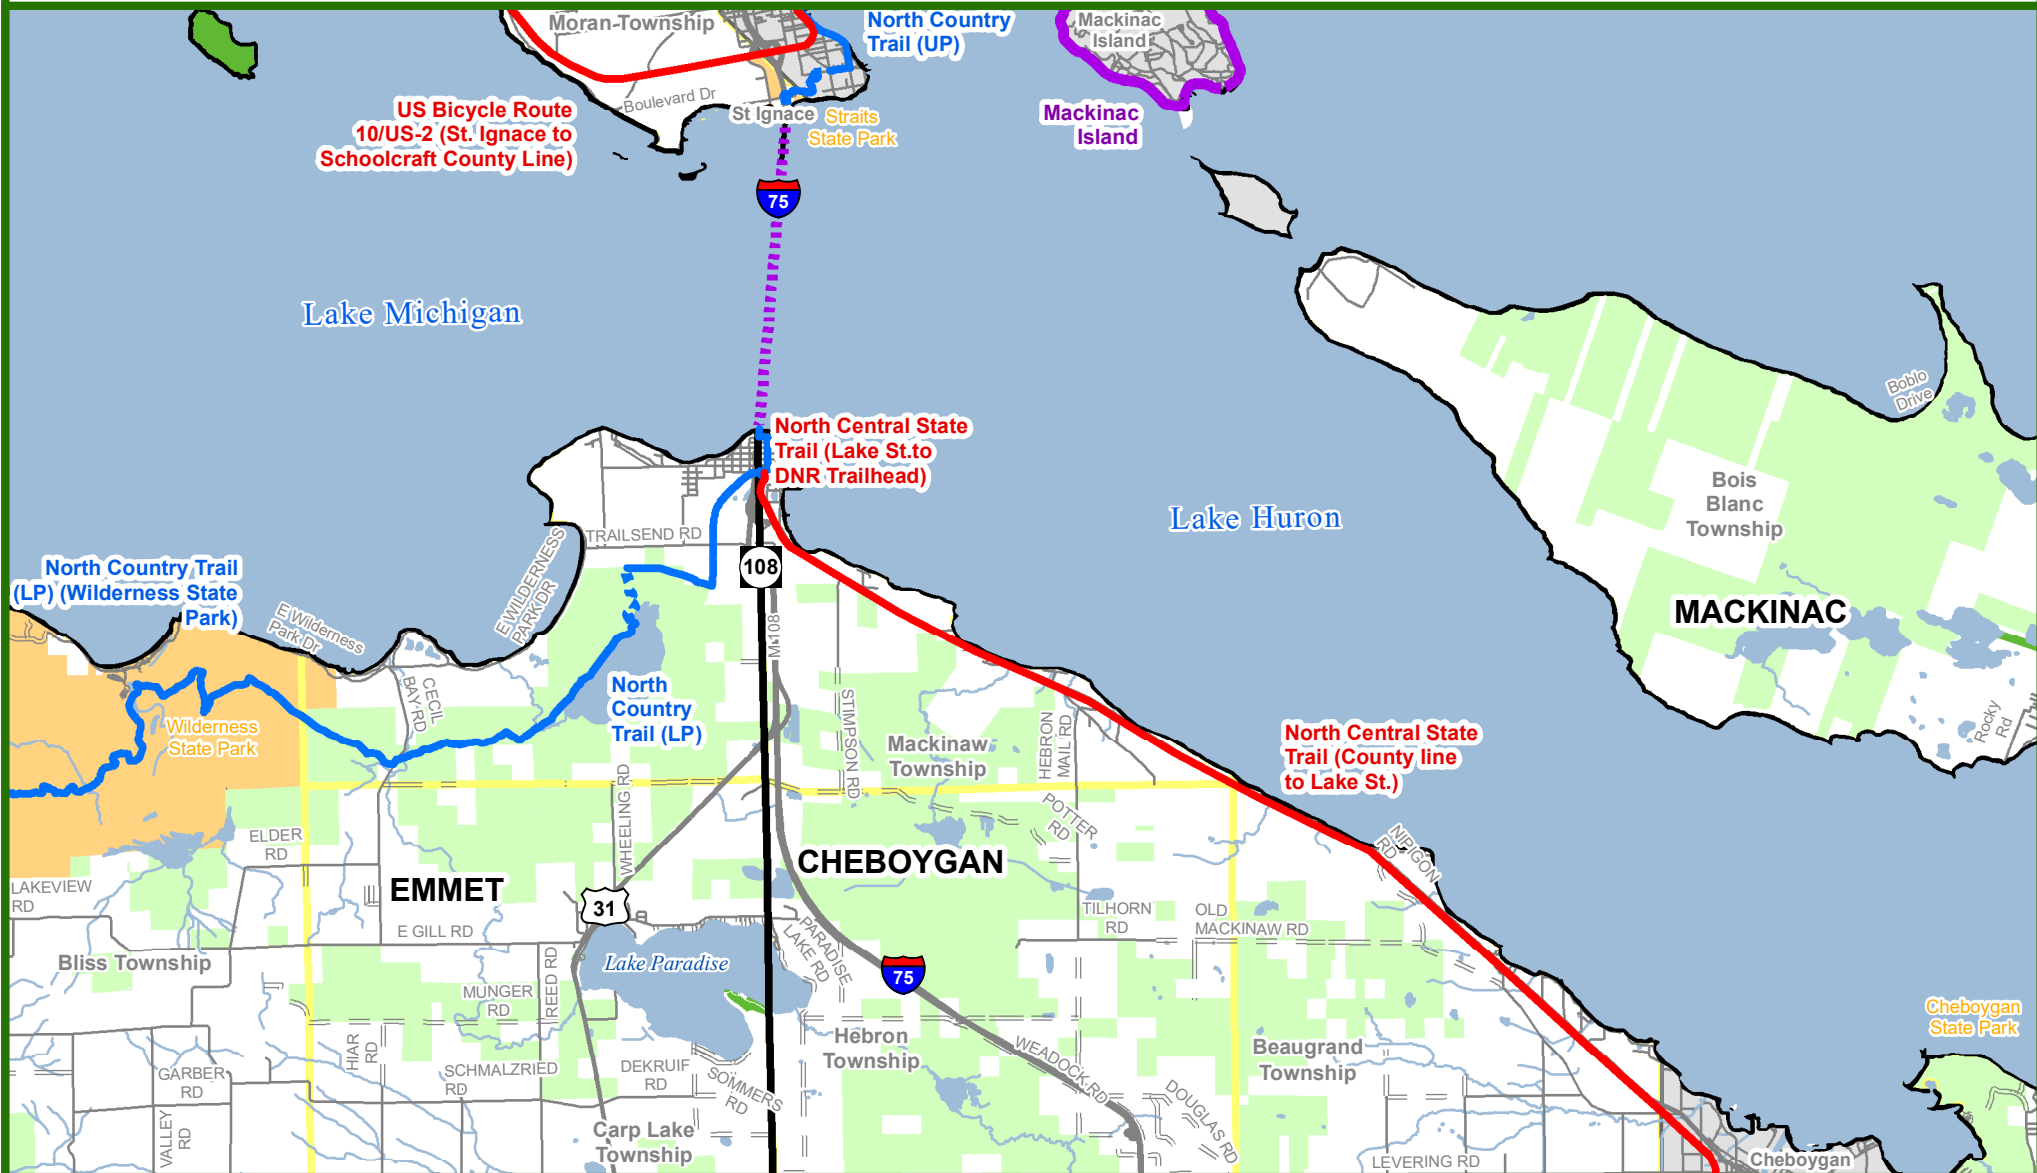 Moran Township
North Country
Trail (UP)
Mackinac
Island
US Bicycle Route
10/US-2 (St. Ignace to
Schoolcraft County Line)
Boulevard Dr
St Ignace
Straits
State Park
Mackinac
Island
75
Lake Michigan
Boblo
Drive
North Central State
Trail (Lake St.to
DNR Trailhead)
Bois
Blanc
Township
Lake Huron
TRAILSEND RD
E WILDERNESS
PARK DR
108
North Country Trail
(LP) (Wilderness State
Park)
E Wilderness
Park Dr
MACKINAC
M-108
CECIL
BAY RD
North
Country
Trail (LP)
STIMPSON RD
HEBRON
MAIL RD
Wilderness
State Park
Mackinaw
Township
North Central State
Trail (County line
to Lake St.)
Rocky
Rd
WHEELING RD
POTTER
RD
NIPIGON
RD
ELDER
RD
CHEBOYGAN
LAKEVIEW
RD
EMMET
31
TILHORN
RD
OLD
MACKINAW RD
E GILL RD
PARADISE
LAKE RD
Bliss Township
Lake Paradise
75
REED RD
MUNGER
RD
Cheboygan
State Park
HIAR
RD
Hebron
Township
WEADOCK RD
Beaugrand
Township
GARBER
RD
SCHMALZRIED
RD
DEKRUIF
RD
SOMMERS
RD
DOUGLAS RD
VALLEY
RD
Carp Lake
Township
LEVERING RD
Cheboygan